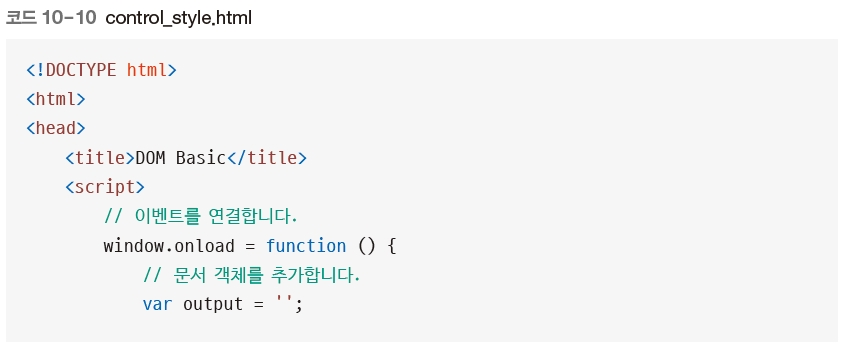 코드 10-10 control_style.html
<!DOCTYPE html>
<html>
<head>
    <title>DOM Basic</title>
    <script>
        // 이벤트를 연결합니다.
        window.onload = function () {
            // 문서 객체를 추가합니다.
            var output = '';